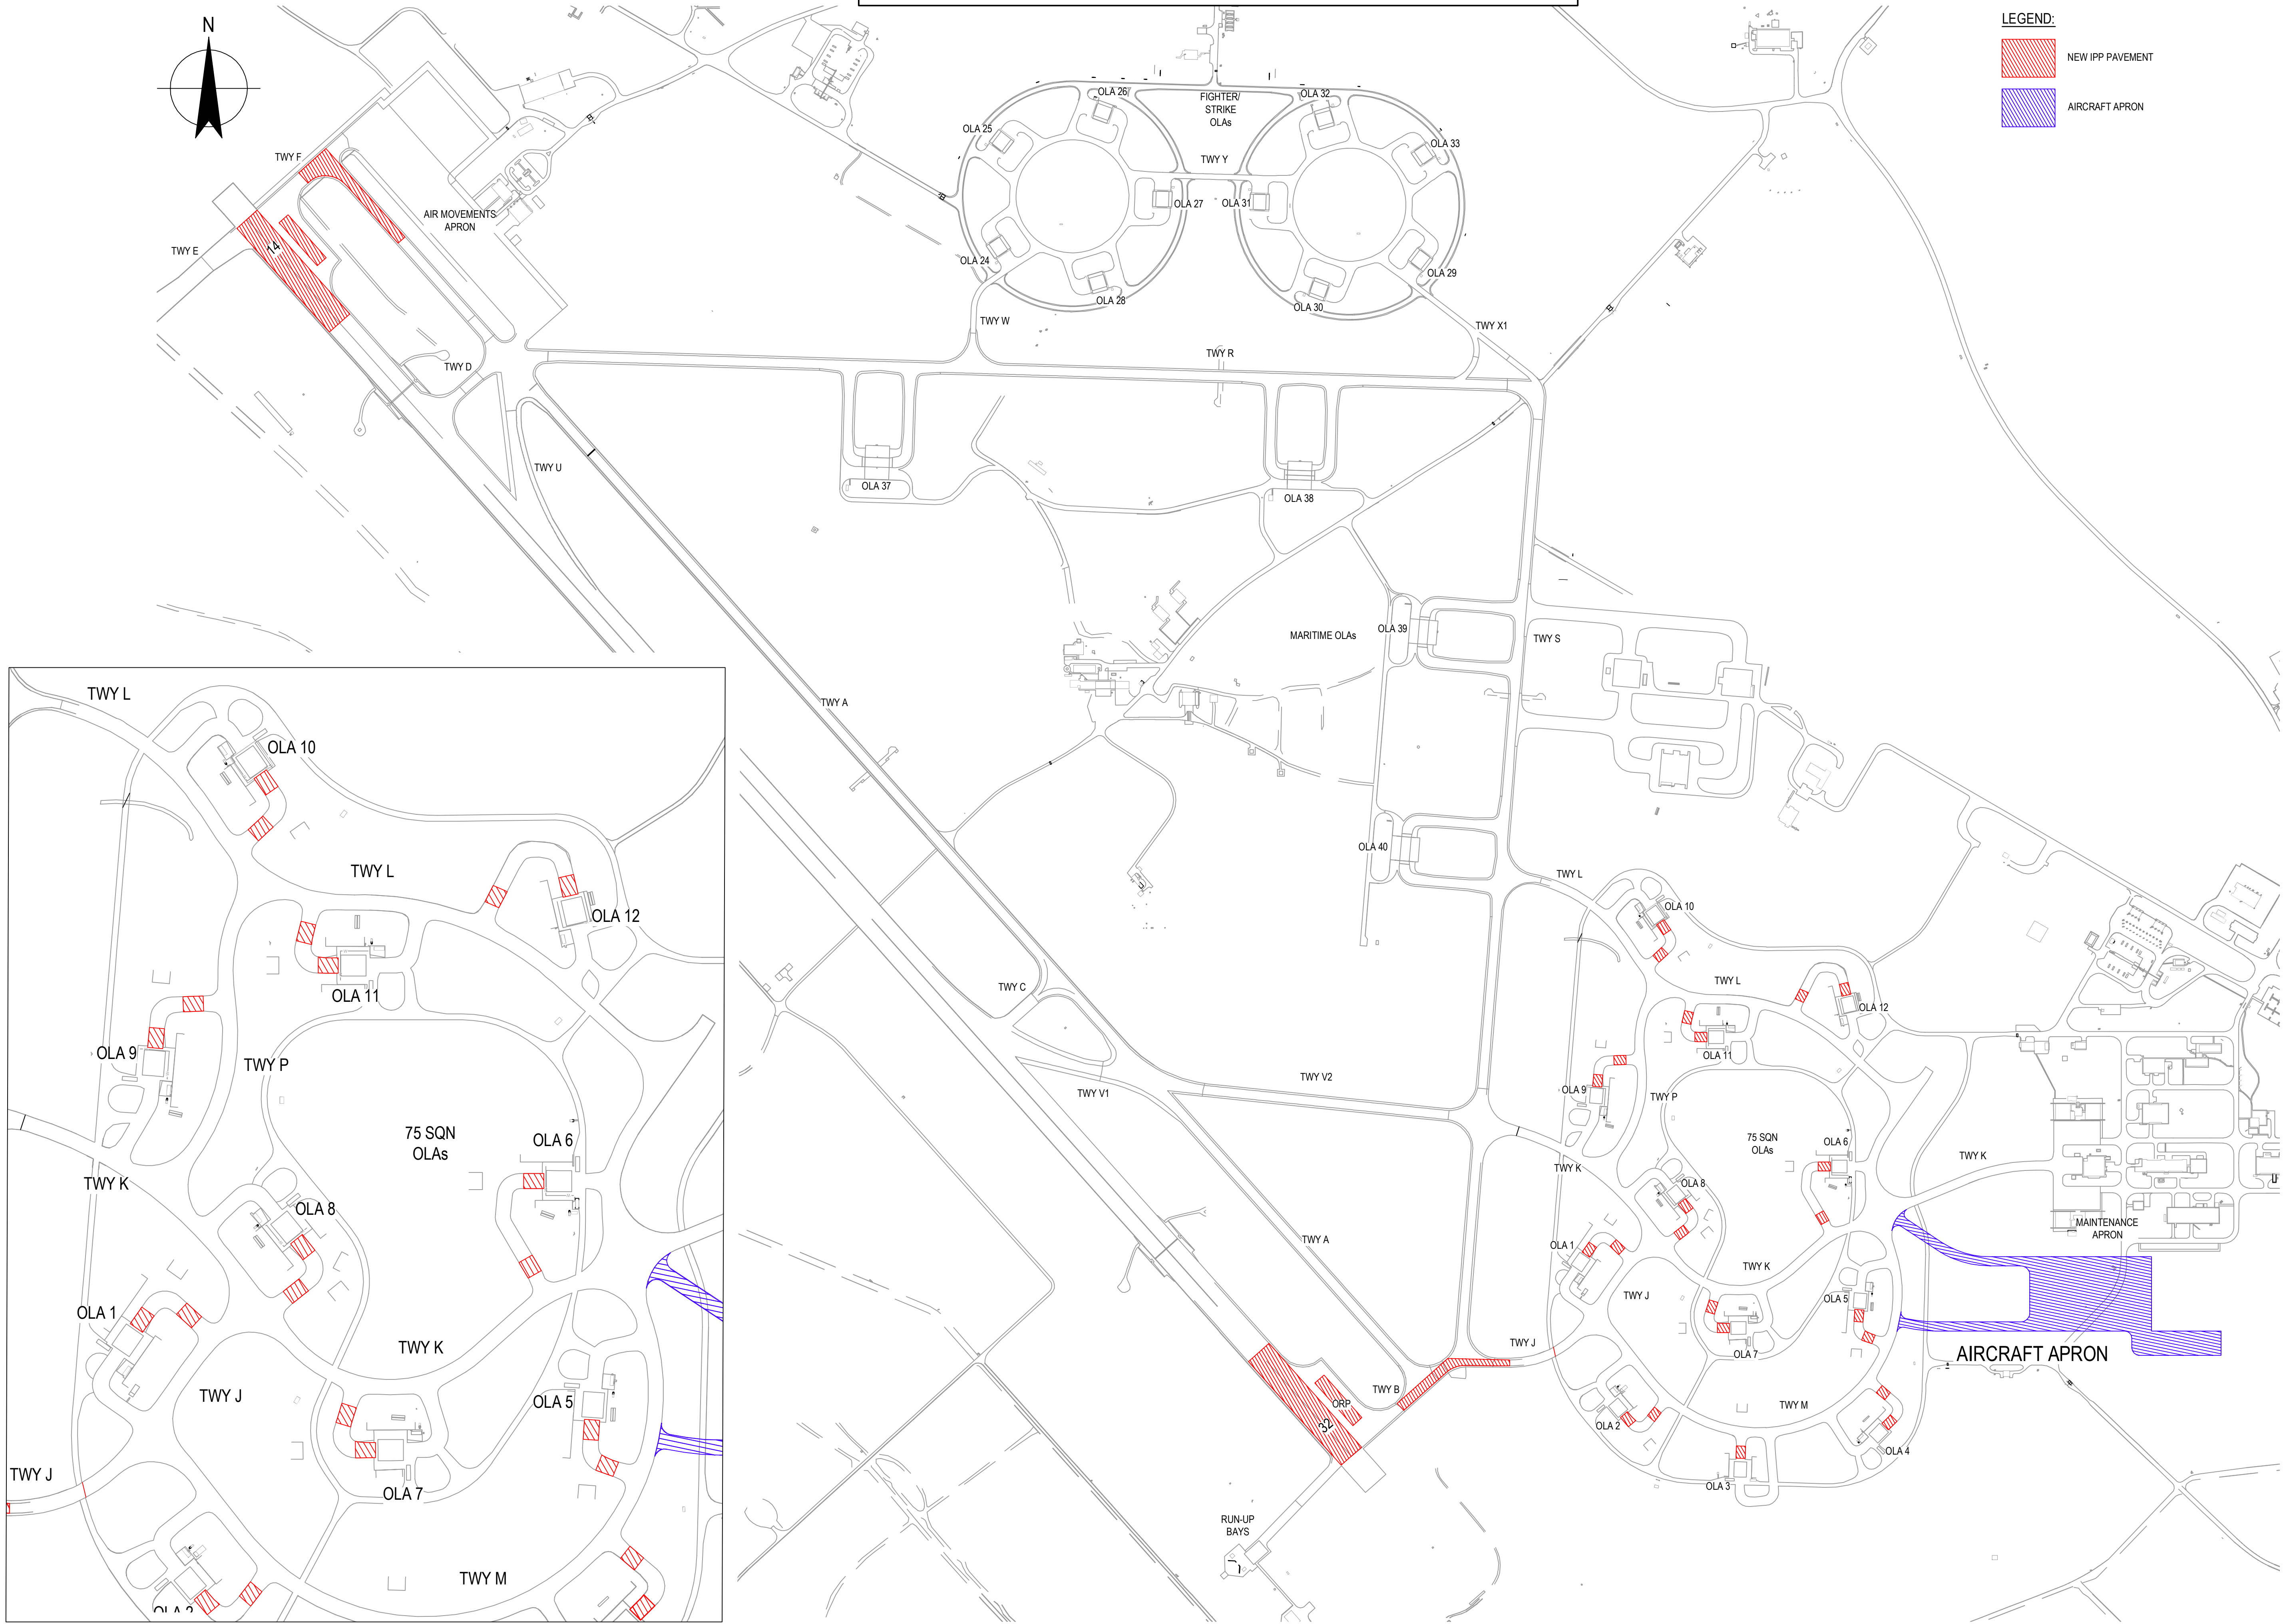 N
LEGEND:
NEW IPP PAVEMENT
AIRCRAFT APRON
TWY F
AIR MOVEMENTS
APRON
TWY E
14
TWY D
TWY U
OLA 26
FIGHTER/
STRIKE
OLAs
OLA 32
OLA 25
OLA 33
TWY Y
OLA 27
OLA 31
OLA 24
OLA 29
OLA 28
OLA 30
TWY W
TWY X1
TWY R
OLA 37
OLA 38
MARITIME OLAs
OLA 39
TWY S
TWY A
OLA 40
TWY L
OLA 10
TWY L
OLA 12
OLA 11
TWY C
TWY V2
TWY V1
OLA 9
TWY P
75 SQN
OLAs
OLA 6
TWY K
TWY K
OLA 8
MAINTENANCE
APRON
TWY A
OLA 1
TWY K
TWY J
OLA 5
TWY J
OLA 7
AIRCRAFT APRON
TWY B
ORP
32
TWY M
OLA 2
OLA 4
OLA 3
RUN-UP
BAYS
TWY L
OLA 10
TWY L
OLA 12
OLA 11
OLA 9
TWY P
75 SQN
OLAs
OLA 6
TWY K
OLA 8
OLA 1
TWY K
TWY J
OLA 5
TWY J
OLA 7
TWY M
OLA 2